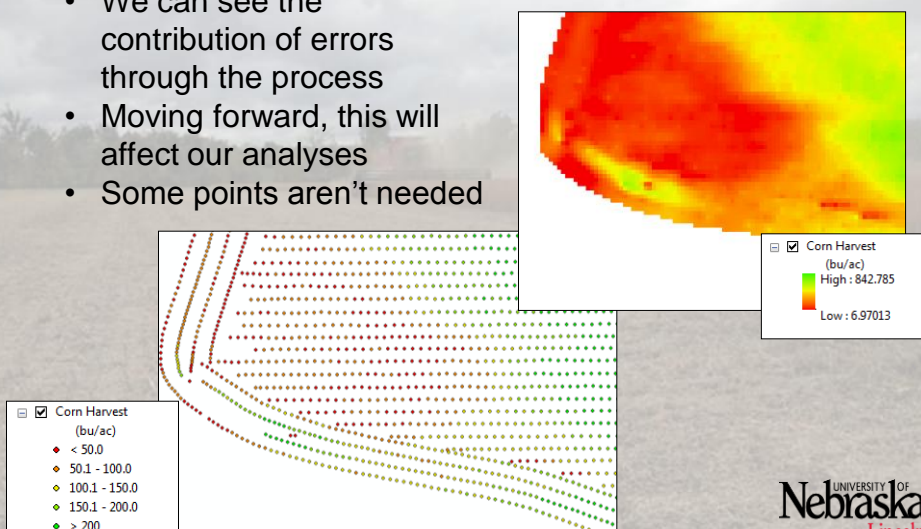 • We can see the
contribution of errors
through the process
• Moving forward, this will
affect our analyses
• Some points aren't needed
Corn Harvest
(bu/ac)
High : 842.785
Low : 6.97013
Corn Harvest
(bu/ac)
< 50.0
50.1 - 100.0
100.1 - 150.0
150.1 - 200.0
> 200
UNIVERSITY OF
Nebraska
Lincoln